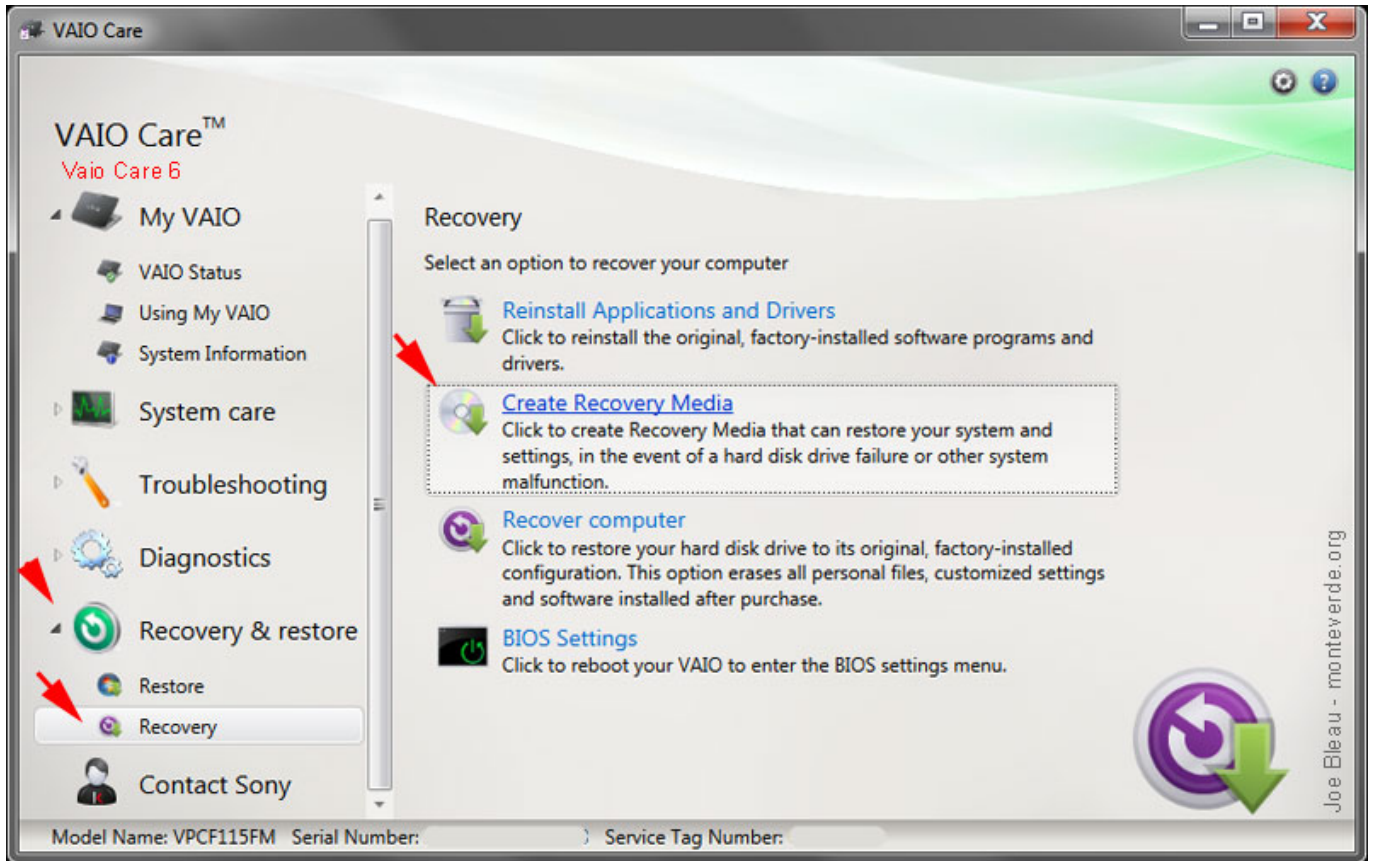 VAIO Care
VAIO Care™
Vaio Care 6
My VAIO
VAIO Status
Using My VAIO
System Information
System care
Troubleshooting
Diagnostics
Recovery & restore
Restore
Recovery
Contact Sony
Recovery
Select an option to recover your computer
Reinstall Applications and Drivers
Click to reinstall the original, factory-installed software programs and
drivers.
Create Recovery Media
Click to create Recovery Media that can restore your system and
settings, in the event of a hard disk drive failure or other system
malfunction.
Recover computer
Click to restore your hard disk drive to its original, factory-installed
configuration. This option erases all personal files, customized settings
and software installed after purchase.
BIOS Settings
Click to reboot your VAIO to enter the BIOS settings menu.
Joe Bleau - monteverde.org
Model Name: VPCF115FM Serial Number: Service Tag Number: